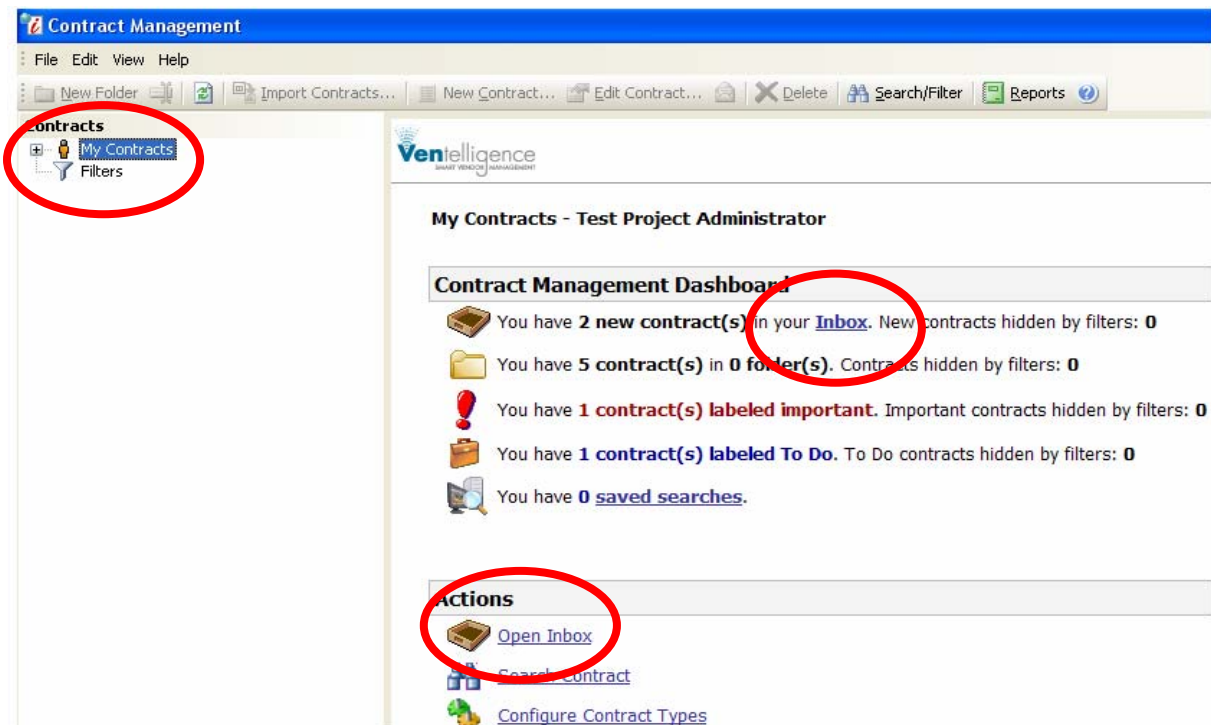 Contract Management
File Edit View Help
New Folder Import Contracts... New Contract... Edit Contract... Delete Search/Filter Reports
Contracts
My Contracts
Filters
Ventelligence
SMART VENDOR MANAGEMENT
My Contracts - Test Project Administrator
Contract Management Dashboard
You have 2 new contract(s) in your Inbox. New contracts hidden by filters: 0
You have 5 contract(s) in 0 folder(s). Contracts hidden by filters: 0
You have 1 contract(s) labeled important. Important contracts hidden by filters: 0
You have 1 contract(s) labeled To Do. To Do contracts hidden by filters: 0
You have 0 saved searches.
Actions
Open Inbox
Search Contract
Configure Contract Types